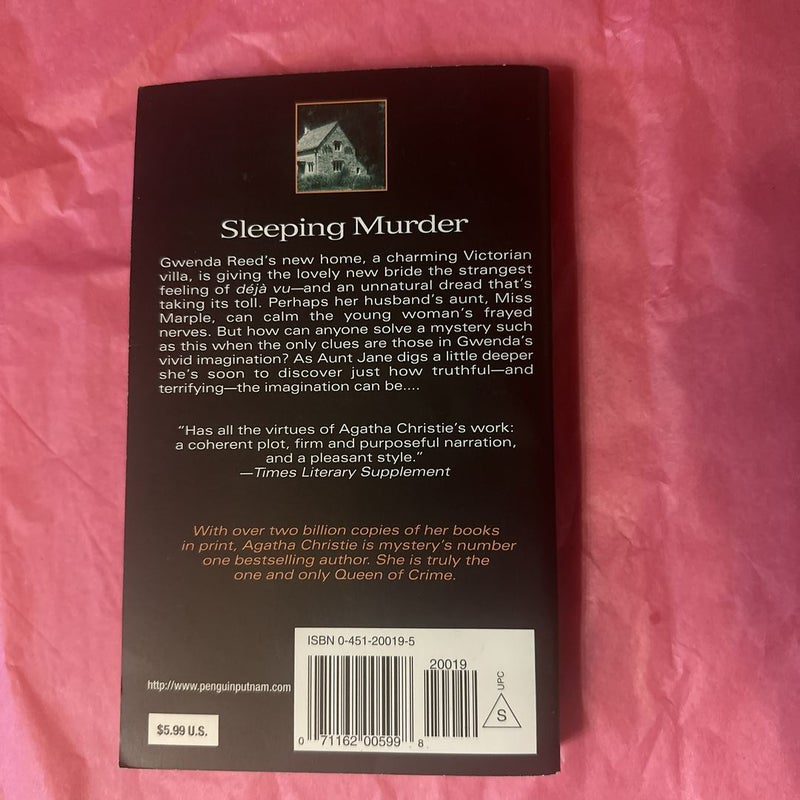 Sleeping Murder
Gwenda Reed's new home, a charming Victorian
villa, is giving the lovely new bride the strangest
feeling of déjà vu—and an unnatural dread that's
taking its toll. Perhaps her husband's aunt, Miss
Marple, can calm the young woman's frayed
nerves. But how can anyone solve a mystery such
as this when the only clues are those in Gwenda's
vivid imagination? As Aunt Jane digs a little deeper
she's soon to discover just how truthful—and
terrifying—the imagination can be....
"Has all the virtues of Agatha Christie's work:
a coherent plot, firm and purposeful narration,
and a pleasant style."
—Times Literary Supplement
With over two billion copies of her books
in print, Agatha Christie is mystery's number
one bestselling author. She is truly the
one and only Queen of Crime.
ISBN 0-451-20019-5
20019
UPC
S
http://www.penguinputnam.com
0 71162 00599 8
$5.99 U.S.